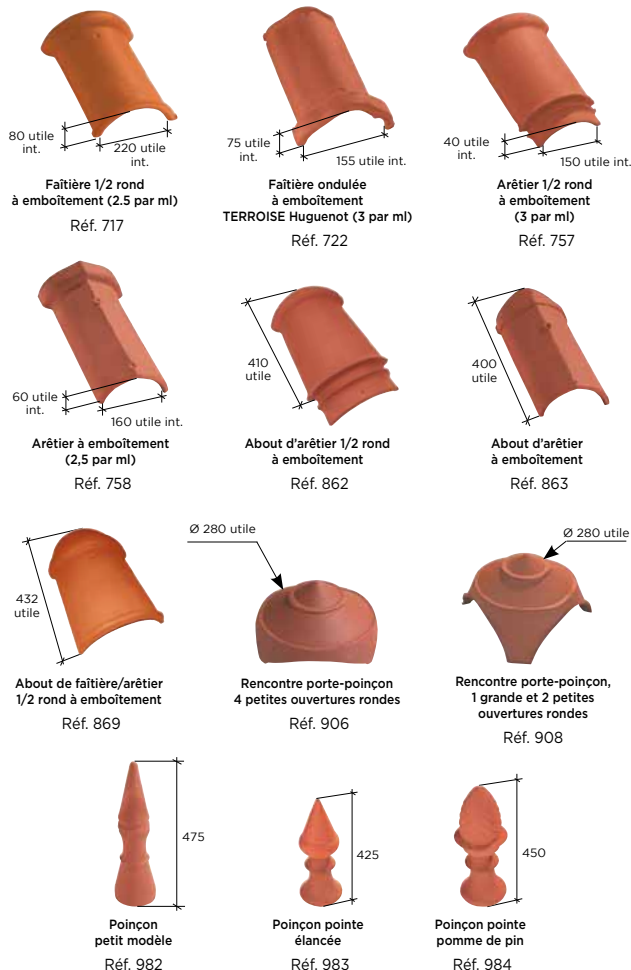 80 utile
int.
220 utile
int.
Faîtière 1/2 rond
à emboîtement (2.5 par ml)
Réf. 717
75 utile
int.
155 utile int.
Faîtière ondulée
à emboîtement
TERROISE Huguenot (3 par ml)
Réf. 722
40 utile
int.
150 utile int.
Arêtier 1/2 rond
à emboîtement
(3 par ml)
Réf. 757
60 utile
int.
160 utile int.
Arêtier à emboîtement
(2,5 par ml)
Réf. 758
410
utile
About d'arêtier 1/2 rond
à emboîtement
Réf. 862
400
utile
About d'arêtier
à emboîtement
Réf. 863
432
utile
About de faîtière/arêtier
1/2 rond à emboîtement
Réf. 869
Ø 280 utile
Rencontre porte-poinçon
4 petites ouvertures rondes
Réf. 906
Ø 280 utile
Rencontre porte-poinçon,
1 grande et 2 petites
ouvertures rondes
Réf. 908
475
Poinçon
petit modèle
Réf. 982
425
Poinçon pointe
élancée
Réf. 983
450
Poinçon pointe
pomme de pin
Réf. 984